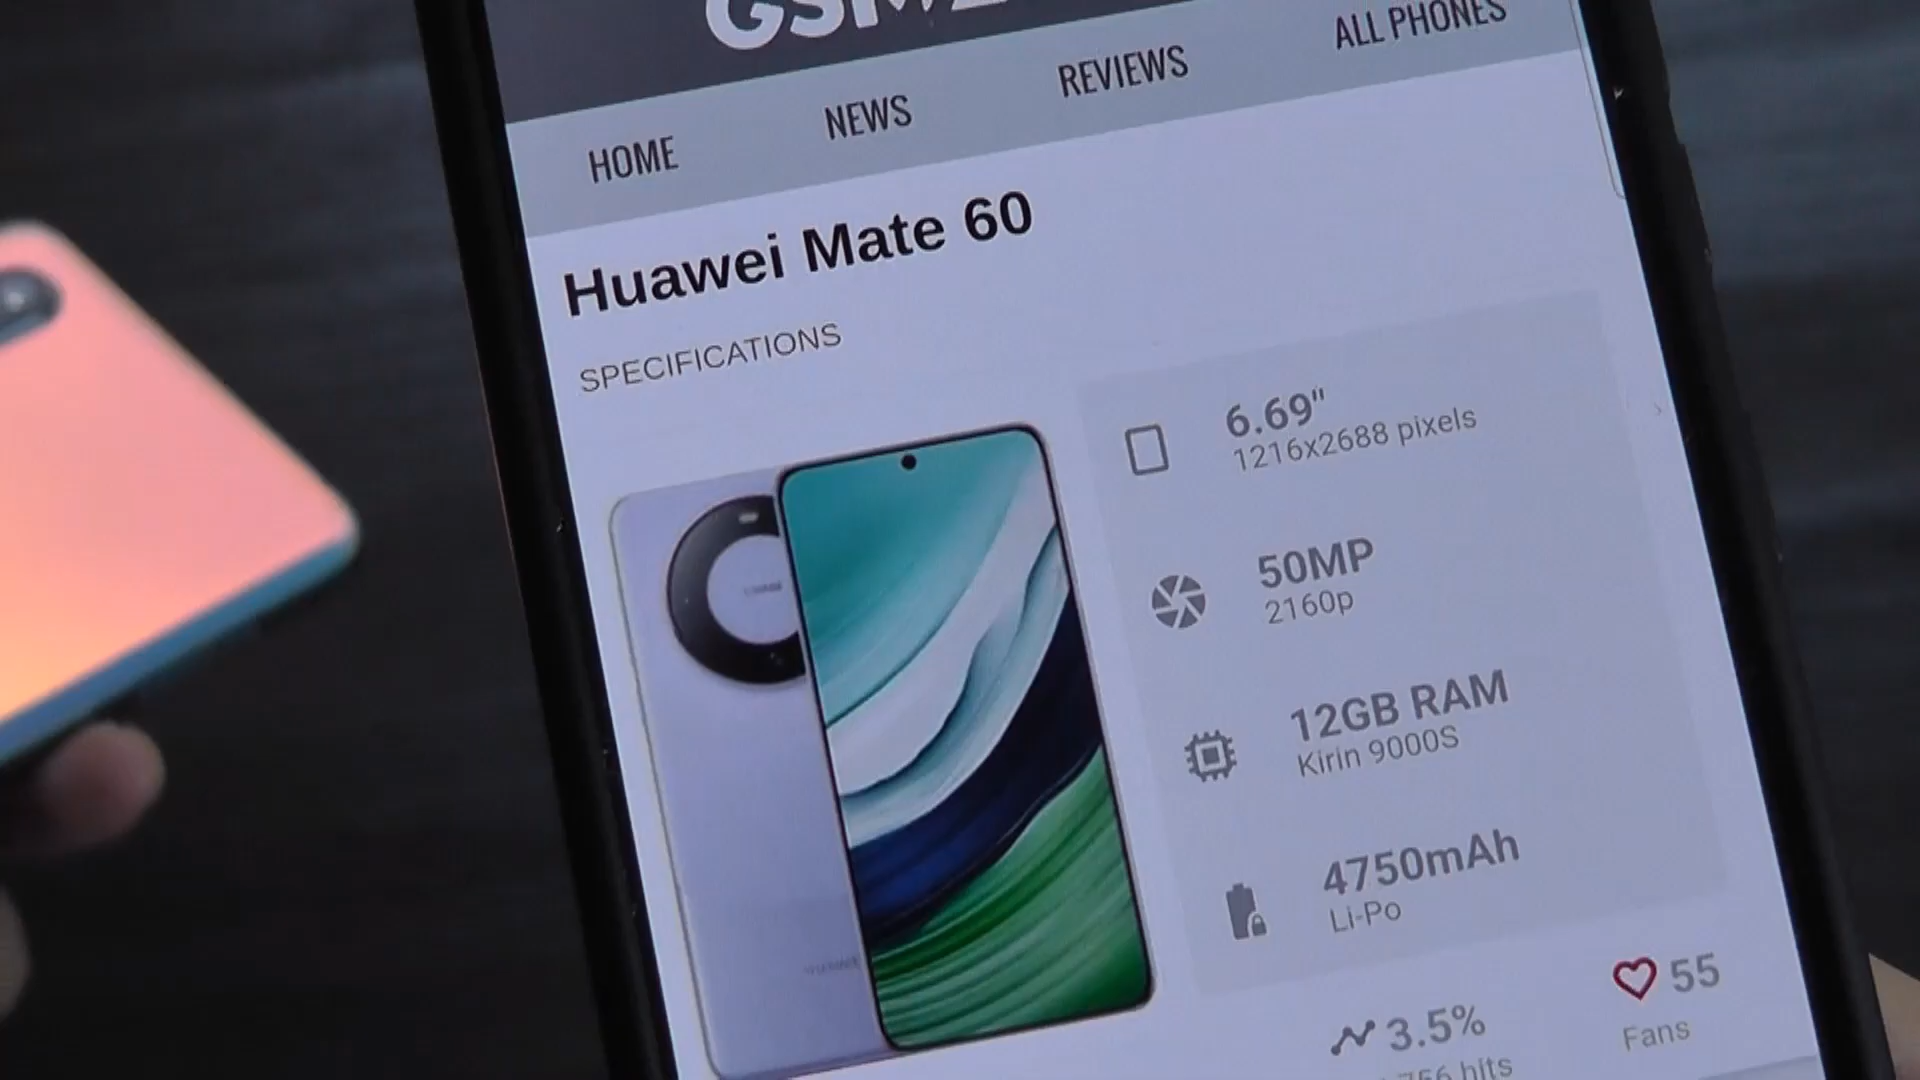 HOME NEWS REVIEWS ALL PHONES
Huawei Mate 60
SPECIFICATIONS
6.69"
1216x2688 pixels
50MP
2160p
12GB RAM
Kirin 9000S
4750mAh
Li-Po
3.5%
hits
55
Fans